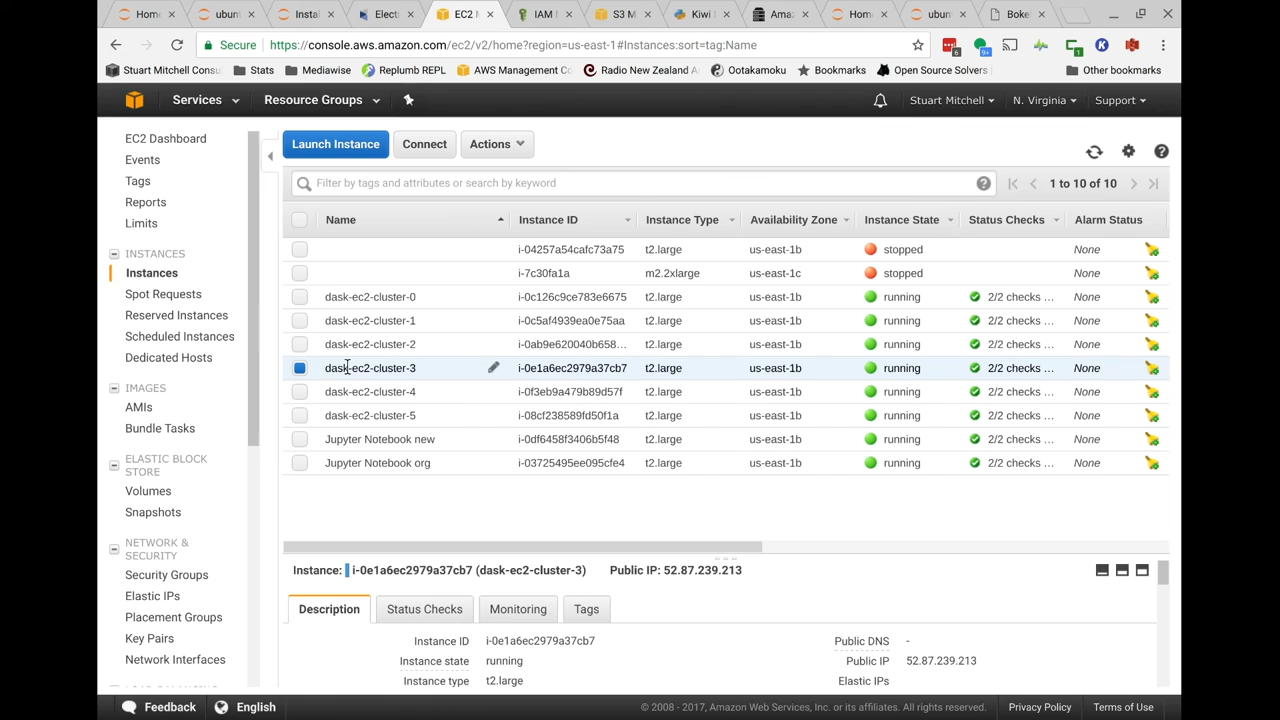 Home
ubun
Instal
Electi
EC2 M
IAM M
S3 M
Kiwi
Amaz
Home
ubun
Boke
Secure
https://console.aws.amazon.com/ec2/v2/home?region=us-east-1#Instances:sort=tag:Name
6
9+
1
K
Stuart Mitchell Consu
Stats
Mediawise
Replumb REPL
AWS Management Co
Radio New Zealand A
Ootakamoku
Bookmarks
Open Source Solvers
Other bookmarks
Services
Resource Groups
Stuart Mitchell
N. Virginia
Support
EC2 Dashboard
Events
Tags
Reports
Limits
INSTANCES
Instances
Spot Requests
Reserved Instances
Scheduled Instances
Dedicated Hosts
IMAGES
AMIs
Bundle Tasks
ELASTIC BLOCK
STORE
Volumes
Snapshots
NETWORK &
SECURITY
Security Groups
Elastic IPs
Placement Groups
Key Pairs
Network Interfaces
Launch Instance
Connect
Actions
Filter by tags and attributes or search by keyword
1 to 10 of 10
Name Instance ID Instance Type Availability Zone Instance State Status Checks Alarm Status
i-04257a54cafc73a75 t2.large us-east-1b stopped None
i-7c30fa1a m2.2xlarge us-east-1c stopped None
dask-ec2-cluster-0 i-0c126c9ce783e6675 t2.large us-east-1b running 2/2 checks … None
dask-ec2-cluster-1 i-0c5af4939ea0e75aa t2.large us-east-1b running 2/2 checks … None
dask-ec2-cluster-2 i-0ab9e620040b658… t2.large us-east-1b running 2/2 checks … None
dask-ec2-cluster-3 i-0e1a6ec2979a37cb7 t2.large us-east-1b running 2/2 checks … None
dask-ec2-cluster-4 i-0f3eb9a479b89d57f t2.large us-east-1b running 2/2 checks … None
dask-ec2-cluster-5 i-08cf238589fd50f1a t2.large us-east-1b running 2/2 checks … None
Jupyter Notebook new i-0df6458f3406b5f48 t2.large us-east-1b running 2/2 checks … None
Jupyter Notebook org i-03725495ee095cfe4 t2.large us-east-1b running 2/2 checks … None
Instance: i-0e1a6ec2979a37cb7 (dask-ec2-cluster-3) Public IP: 52.87.239.213
Description
Status Checks
Monitoring
Tags
Instance ID i-0e1a6ec2979a37cb7 Public DNS -
Instance state running Public IP 52.87.239.213
Instance type t2.large Elastic IPs
Feedback
English
© 2008 - 2017, Amazon Web Services, Inc. or its affiliates. All rights reserved.
Privacy Policy
Terms of Use